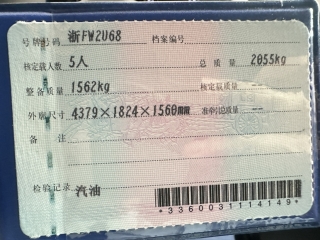 号牌号码 浙FW2U68 档案编号
核定载人数 5人 总质量 2055kg
整备质量 1562kg 核定载质量 --
外廓尺寸 4379×1824×1560mm 准牵引总质量 --
备注
检验记录 汽油
*3360031114149*